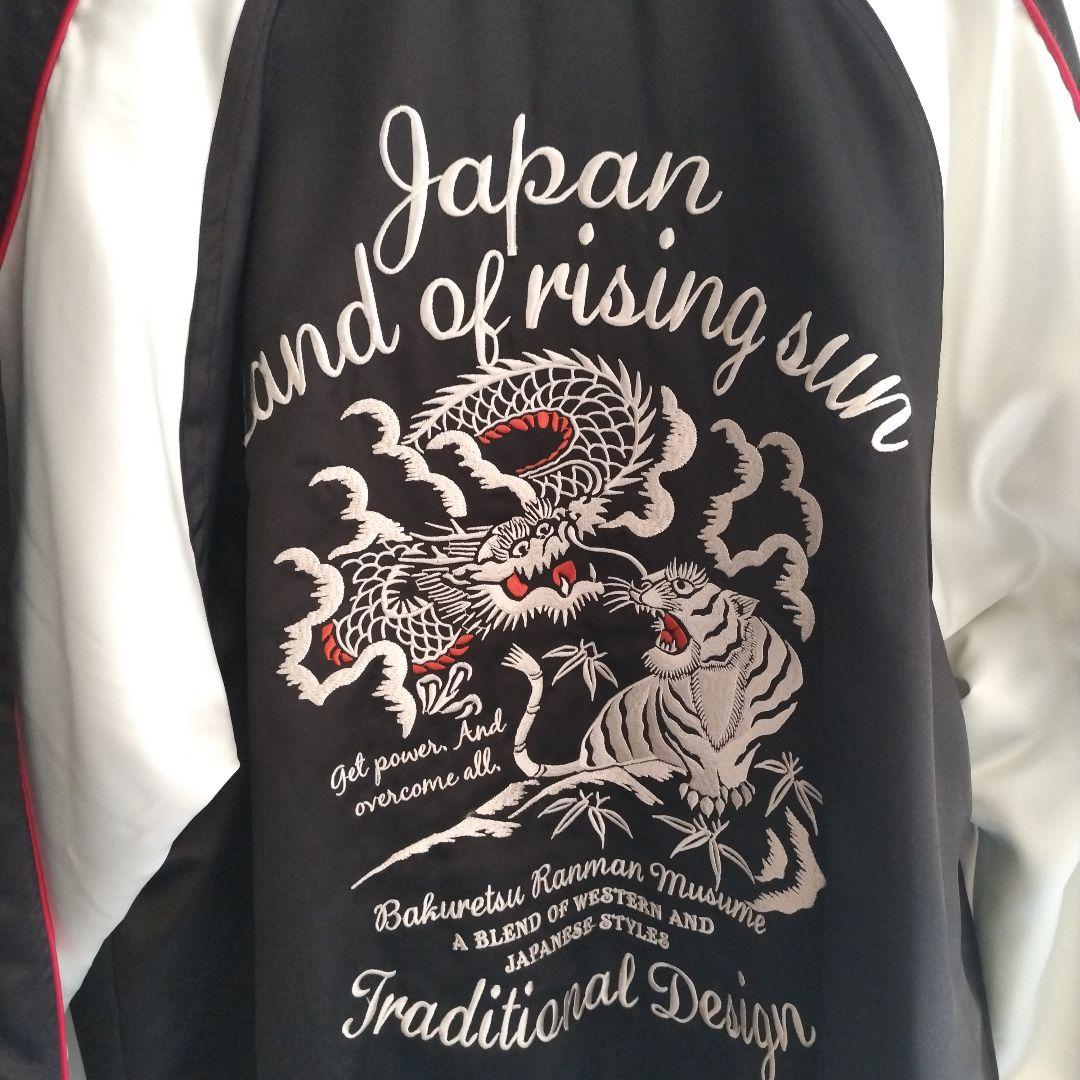 Japan
Land of rising sun
Get power. And
overcome all.
Bakuretsu Ranman Musume
A BLEND OF WESTERN AND
JAPANESE STYLES
Traditional Design